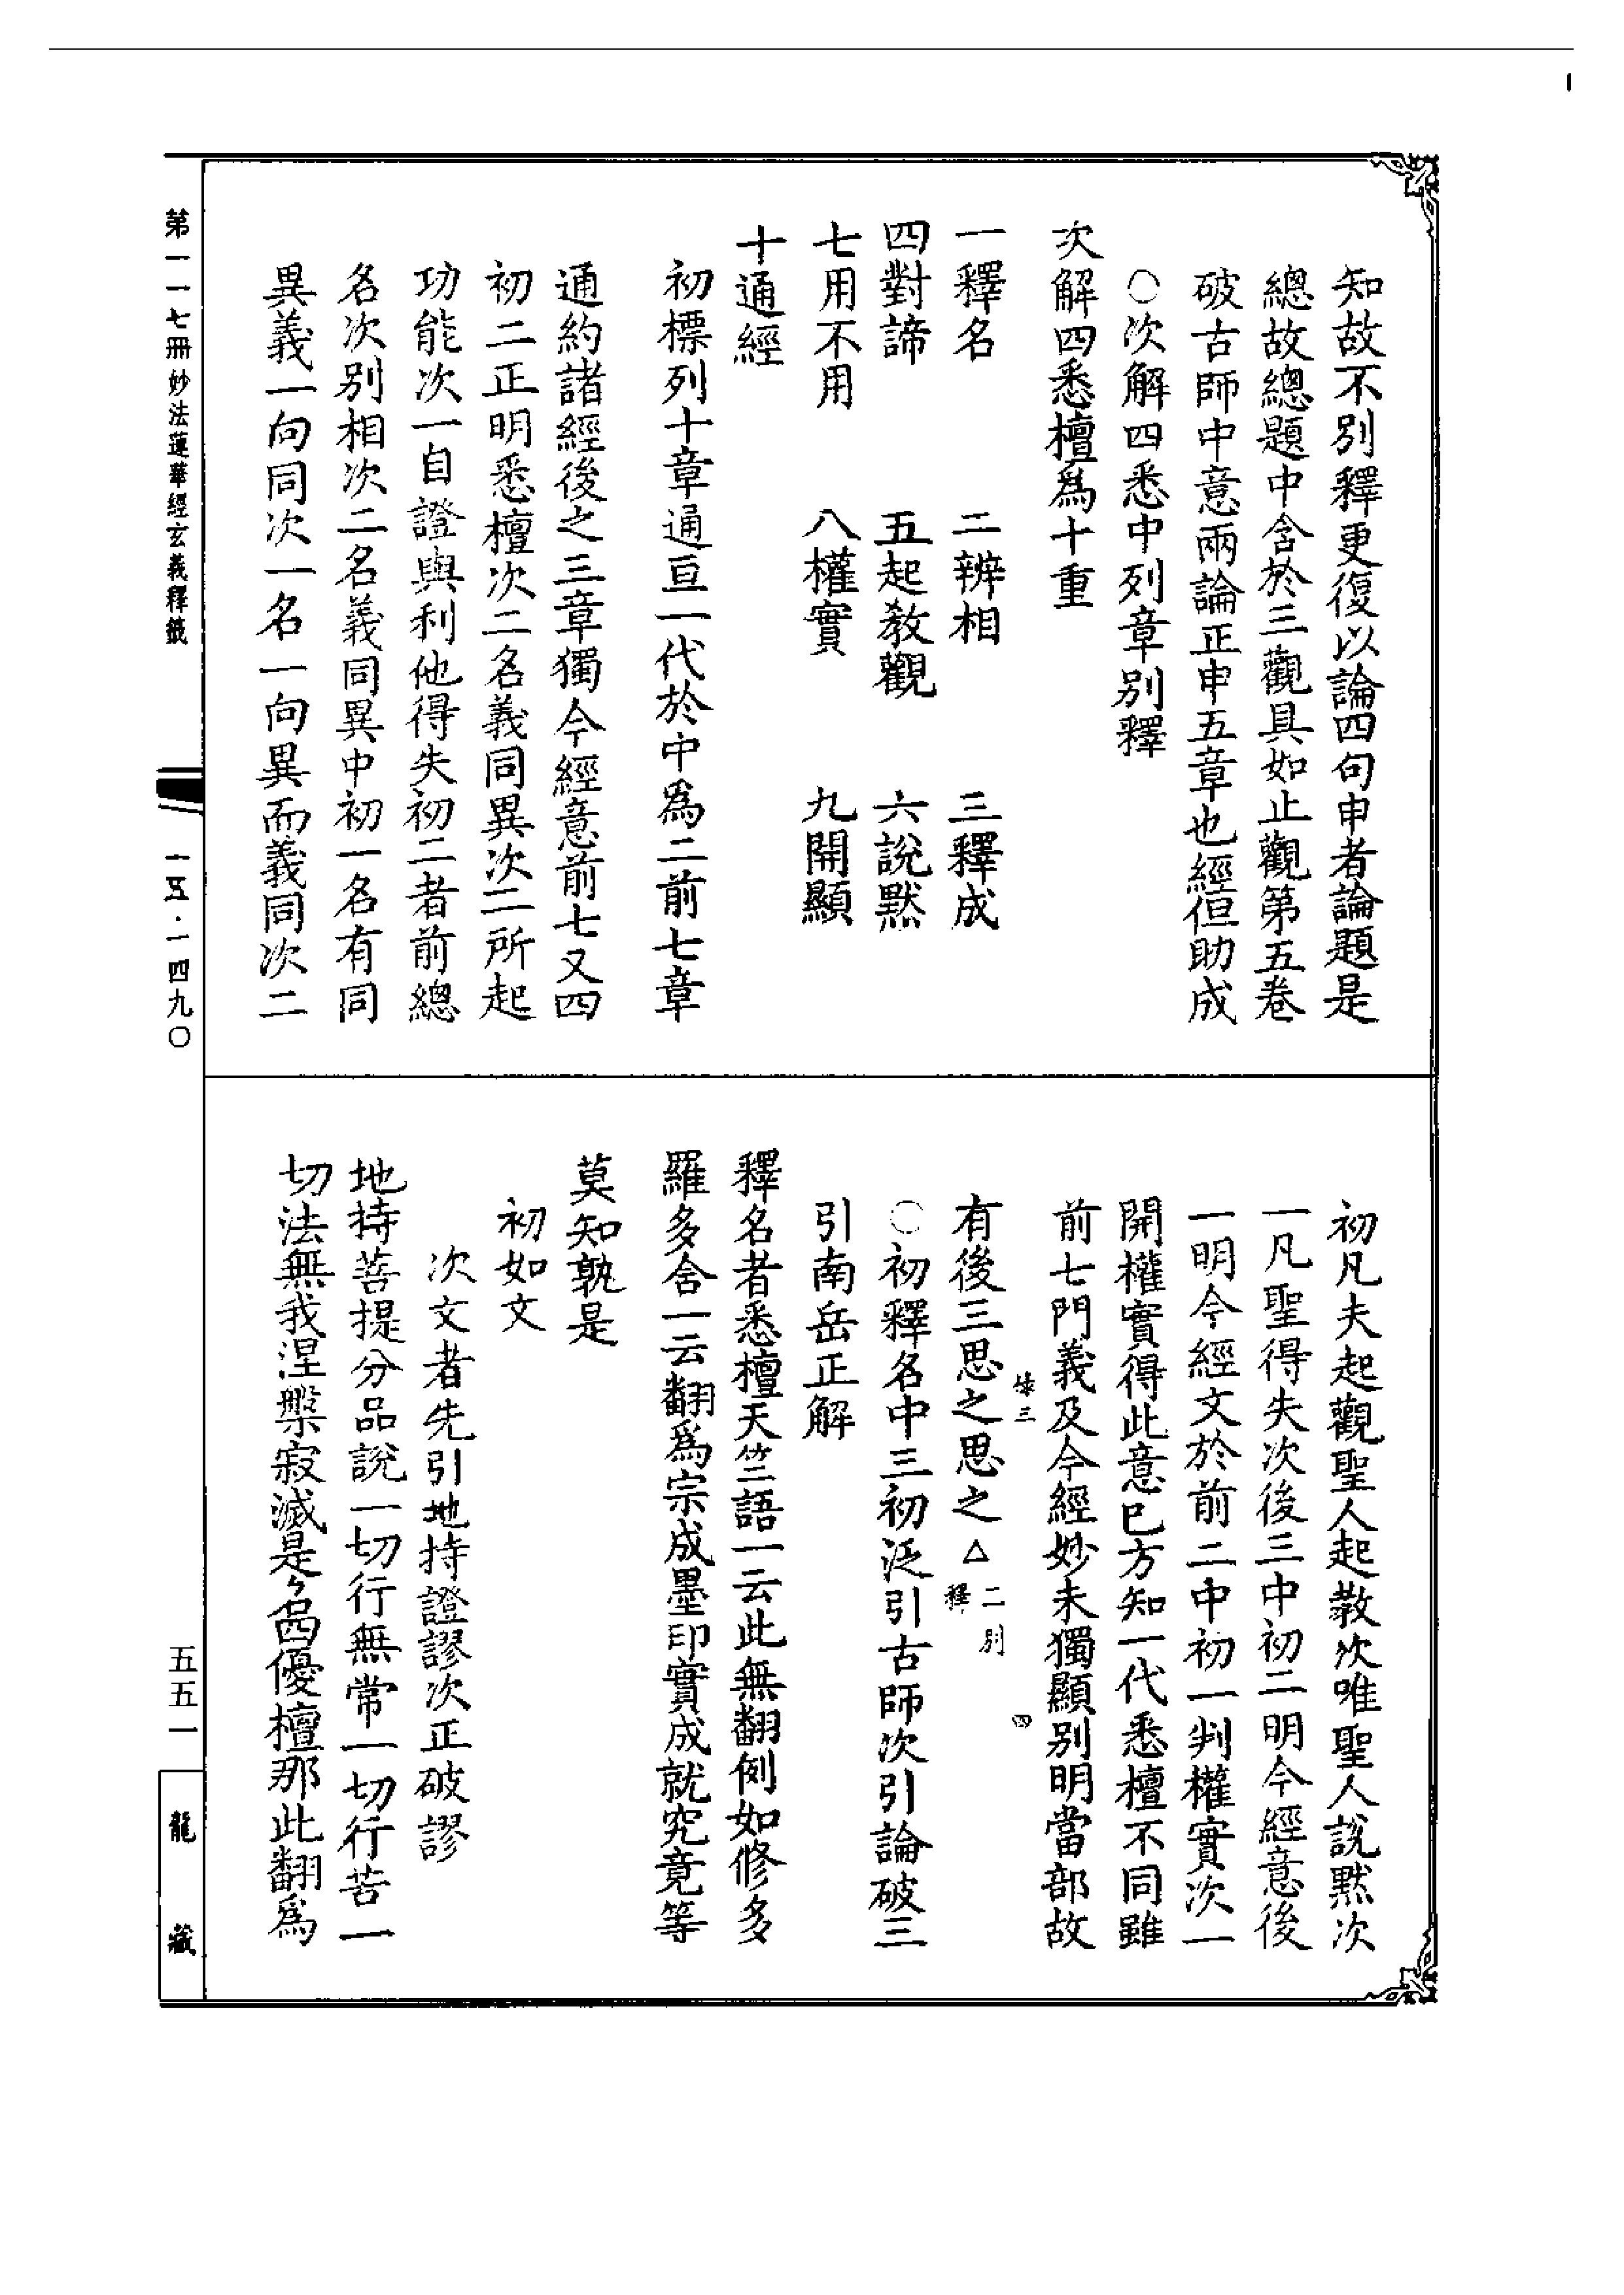 知故不別釋更復以論四句申者論題是
總故總題中含於三觀具如止觀第五卷
破古師中意兩論正申五章也經但助成
〇次解四悉中列章別釋
次解四悉檀爲十重
一釋名 二辨相 三釋成
四對諦 五起教觀 六說默
七用不用 八權實 九開顯
十通經
初標列十章通亘一代於中爲二前七章
通約諸經後之三章獨今經意前七又四
初二正明悉檀次二名義同異次二所起
功能次一自證與利他得失初二者前總
名次別相次二名義同異中初一名有同
異義一向同次一名一向異而義同次二
初凡夫起觀聖人起教次唯聖人說默次
一凡聖得失次後三中初二明今經意後
一明今經文於前二中初一判權實次一
開權實得此意已方知一代悉檀不同雖
前七門義及今經妙未獨顯別明當部故
有後三思之思之△二別釋
〇初釋名中三初泛引古師次引論破三
引南岳正解
釋名者悉檀天竺語一云此無翻例如修多
羅多含一云翻爲宗成墨印實成就究竟等
莫知孰是
初如文
次文者先引地持證謬次正破謬
地持菩提分品說一切行無常一切行苦一
切法無我涅槃寂滅是名四優檀那此翻爲
第一一七冊 妙法蓮華經玄義釋籤
一五·一四九〇
五五一
龍藏